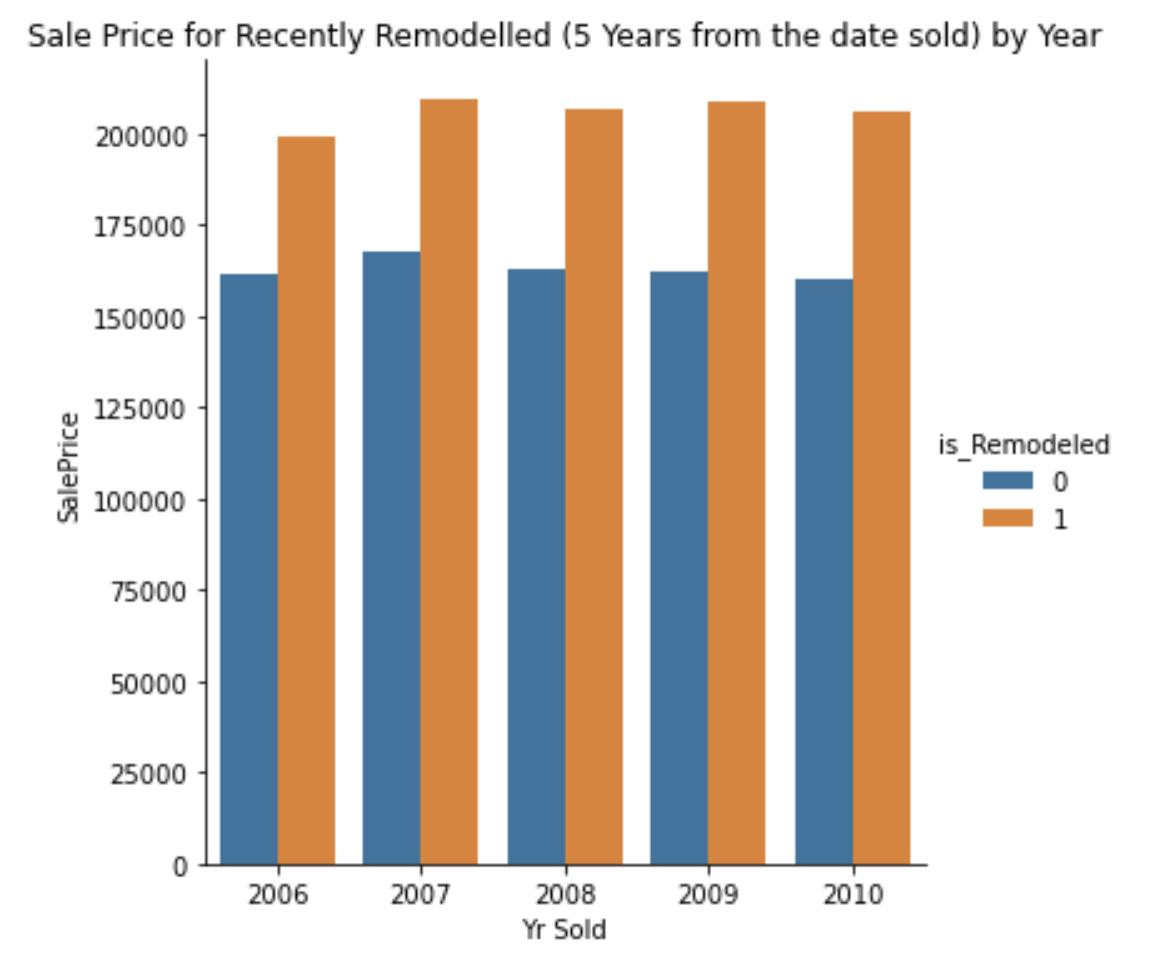 Sale Price for Recently Remodelled (5 Years from the date sold) by Year
200000
175000
150000
125000
100000
75000
50000
25000
0
SalePrice
2006 2007 2008 2009 2010
Yr Sold
is_Remodeled
0
1